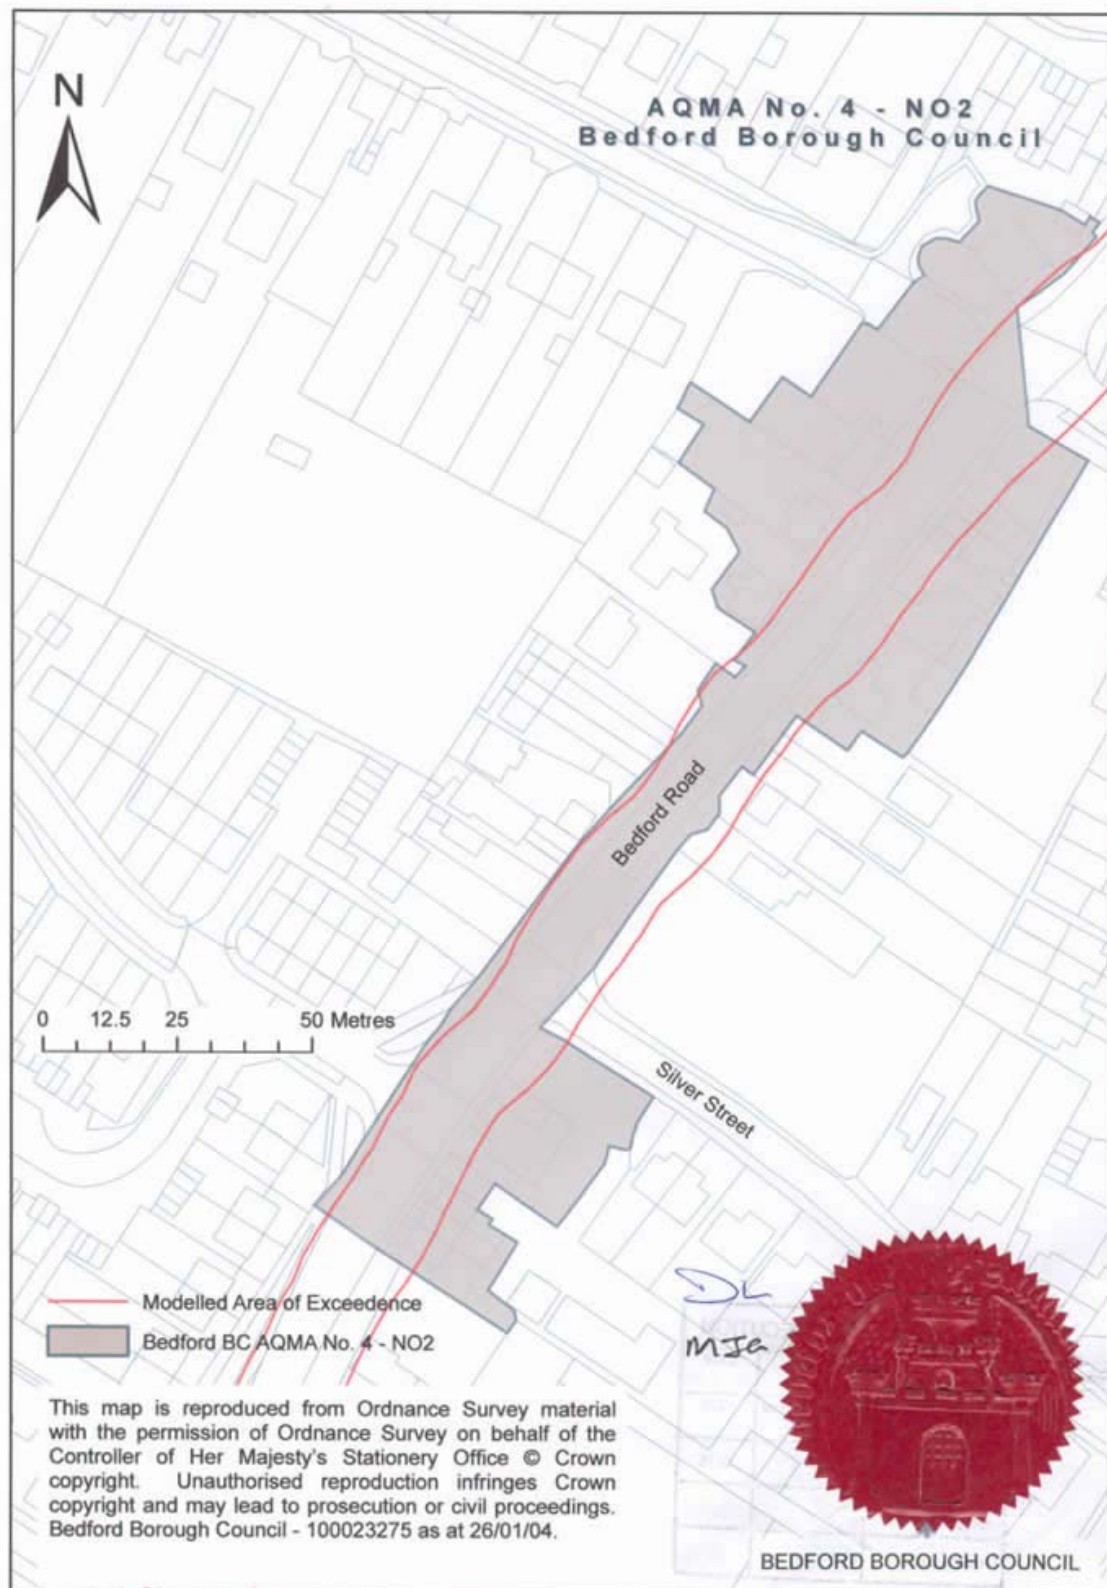 N
AQMA No. 4 - NO2
Bedford Borough Council
Bedford Road
0 12.5 25 50 Metres
Silver Street
Modelled Area of Exceedence
Bedford BC AQMA No. 4 - NO2
DL
MJG
This map is reproduced from Ordnance Survey material
with the permission of Ordnance Survey on behalf of the
Controller of Her Majesty's Stationery Office © Crown
copyright. Unauthorised reproduction infringes Crown
copyright and may lead to prosecution or civil proceedings.
Bedford Borough Council - 100023275 as at 26/01/04.
BEDFORD BOROUGH COUNCIL